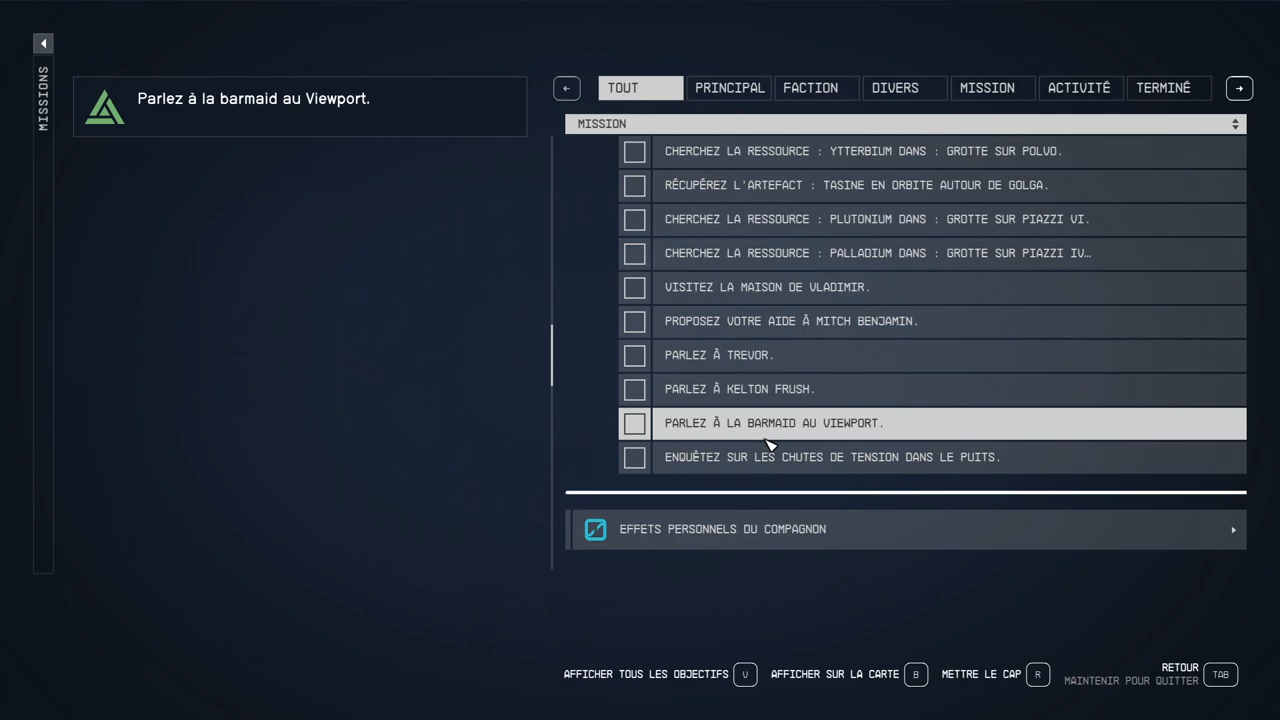 MISSIONS
Parlez à la barmaid au Viewport.
TOUT
PRINCIPAL
FACTION
DIVERS
MISSION
ACTIVITÉ
TERMINÉ
MISSION
CHERCHEZ LA RESSOURCE : YTTERBIUM DANS : GROTTE SUR POLVO.
RÉCUPÉREZ L'ARTEFACT : TASINE EN ORBITE AUTOUR DE GOLGA.
CHERCHEZ LA RESSOURCE : PLUTONIUM DANS : GROTTE SUR PIAZZI VI.
CHERCHEZ LA RESSOURCE : PALLADIUM DANS : GROTTE SUR PIAZZI IV…
VISITEZ LA MAISON DE VLADIMIR.
PROPOSEZ VOTRE AIDE À MITCH BENJAMIN.
PARLEZ À TREVOR.
PARLEZ À KELTON FRUSH.
PARLEZ À LA BARMAID AU VIEWPORT.
ENQUÊTEZ SUR LES CHUTES DE TENSION DANS LE PUITS.
EFFETS PERSONNELS DU COMPAGNON
AFFICHER TOUS LES OBJECTIFS V
AFFICHER SUR LA CARTE B
METTRE LE CAP R
RETOUR
MAINTENIR POUR QUITTER
TAB